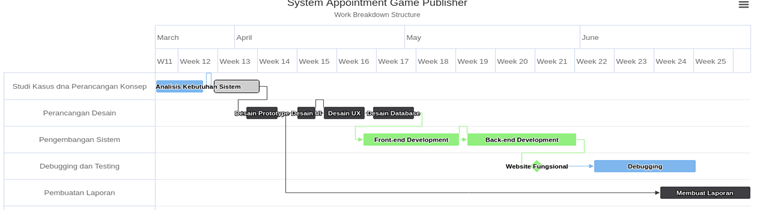 System Appointment Game Publisher
Work Breakdown Structure
March April May June
W11 Week 12 Week 13 Week 14 Week 15 Week 16 Week 17 Week 18 Week 19 Week 20 Week 21 Week 22 Week 23 Week 24 Week 25
Studi Kasus dna Perancangan Konsep
Analisis Kebutuhan Sistem
Perancangan Desain
Desain Prototype Desain UI Desain UX Desain Database
Pengembangan Sistem
Front-end Development Back-end Development
Debugging dan Testing
Website Fungsional Debugging
Pembuatan Laporan
Membuat Laporan